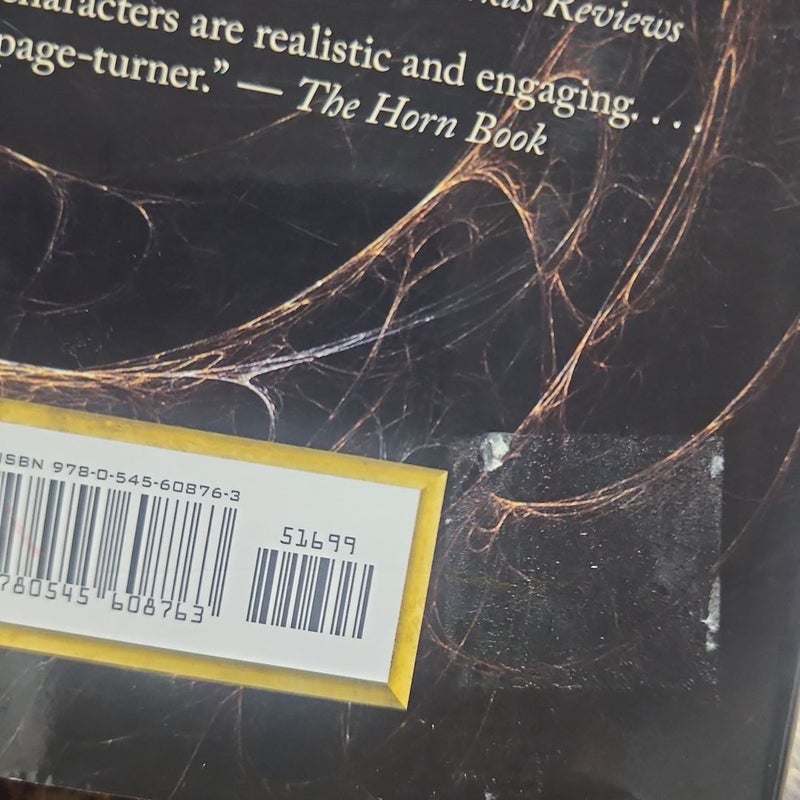 Reviews
characters are realistic and engaging. . . .
page-turner.” — The Horn Book
ISBN 978-0-545-60876-3
51699
780545 608763